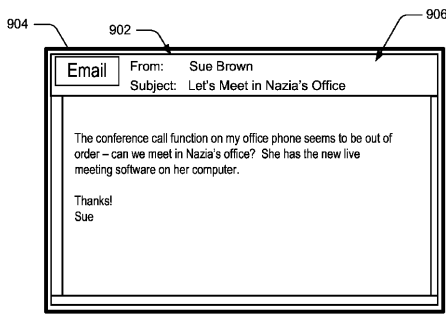 904
902
906
Email
From: Sue Brown
Subject: Let's Meet in Nazia's Office
The conference call function on my office phone seems to be out of
order – can we meet in Nazia's office? She has the new live
meeting software on her computer.
Thanks!
Sue